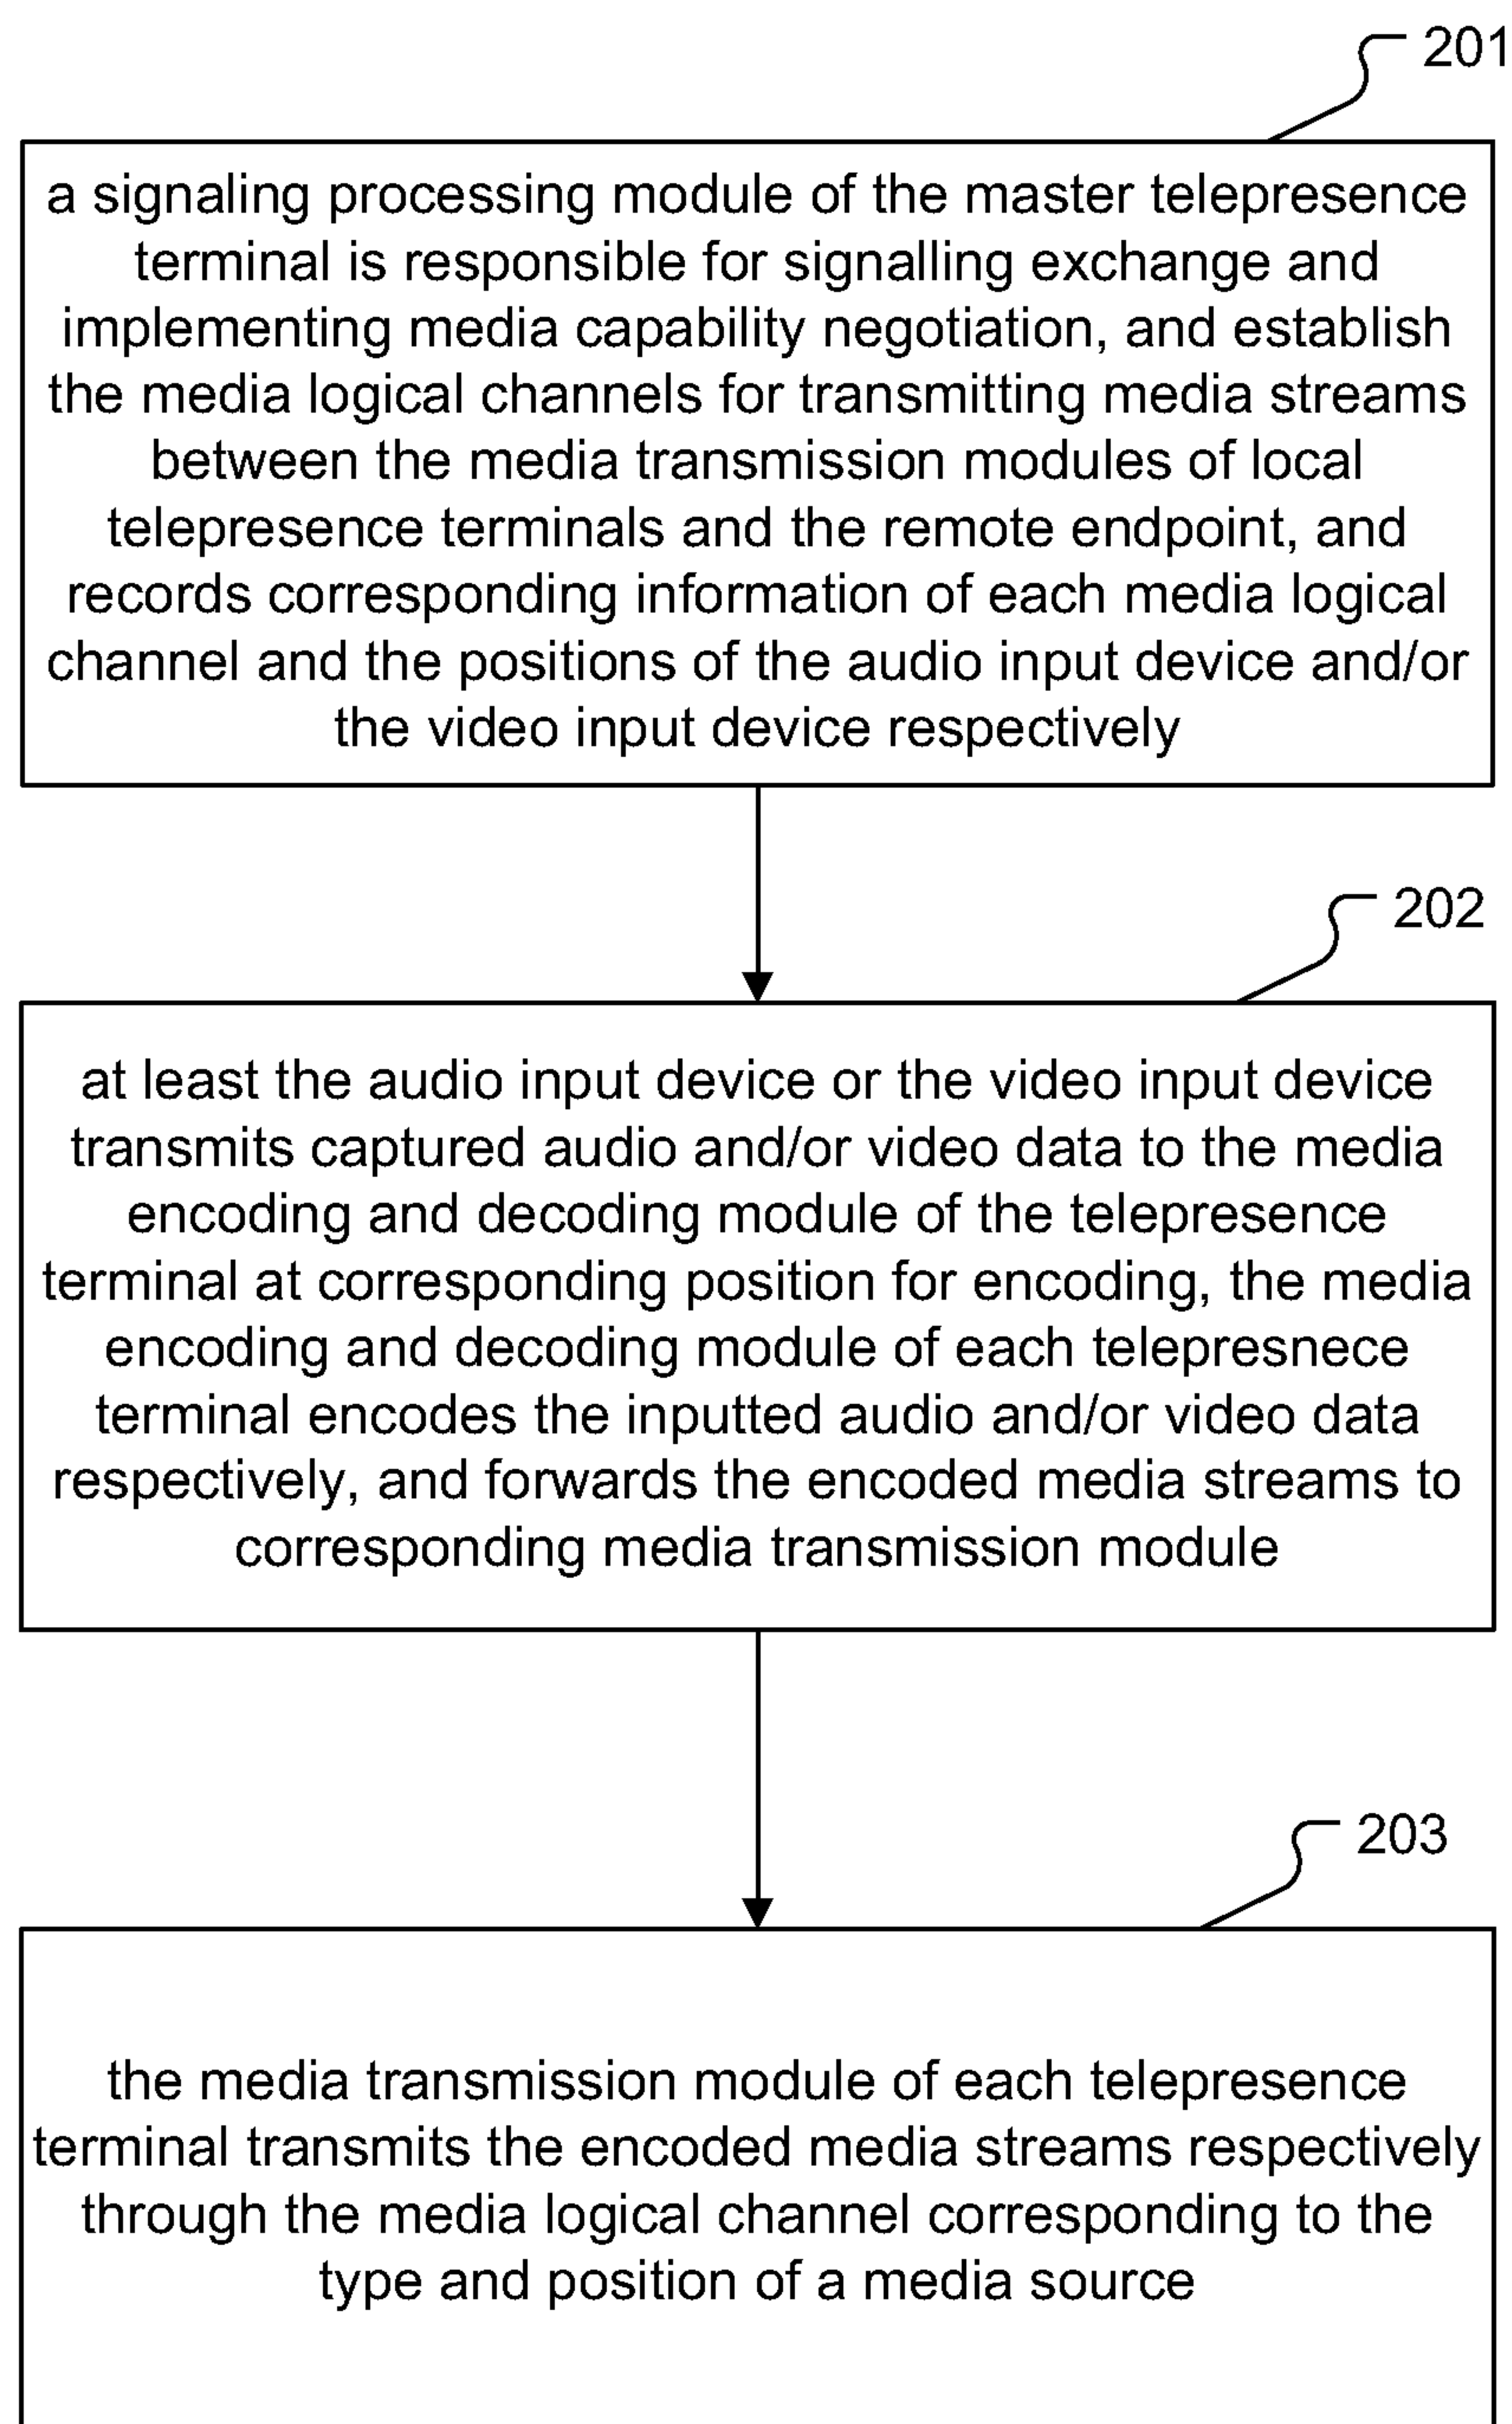 201
a signaling processing module of the master telepresence
terminal is responsible for signalling exchange and
implementing media capability negotiation, and establish
the media logical channels for transmitting media streams
between the media transmission modules of local
telepresence terminals and the remote endpoint, and
records corresponding information of each media logical
channel and the positions of the audio input device and/or
the video input device respectively
202
at least the audio input device or the video input device
transmits captured audio and/or video data to the media
encoding and decoding module of the telepresence
terminal at corresponding position for encoding, the media
encoding and decoding module of each telepresnece
terminal encodes the inputted audio and/or video data
respectively, and forwards the encoded media streams to
corresponding media transmission module
203
the media transmission module of each telepresence
terminal transmits the encoded media streams respectively
through the media logical channel corresponding to the
type and position of a media source